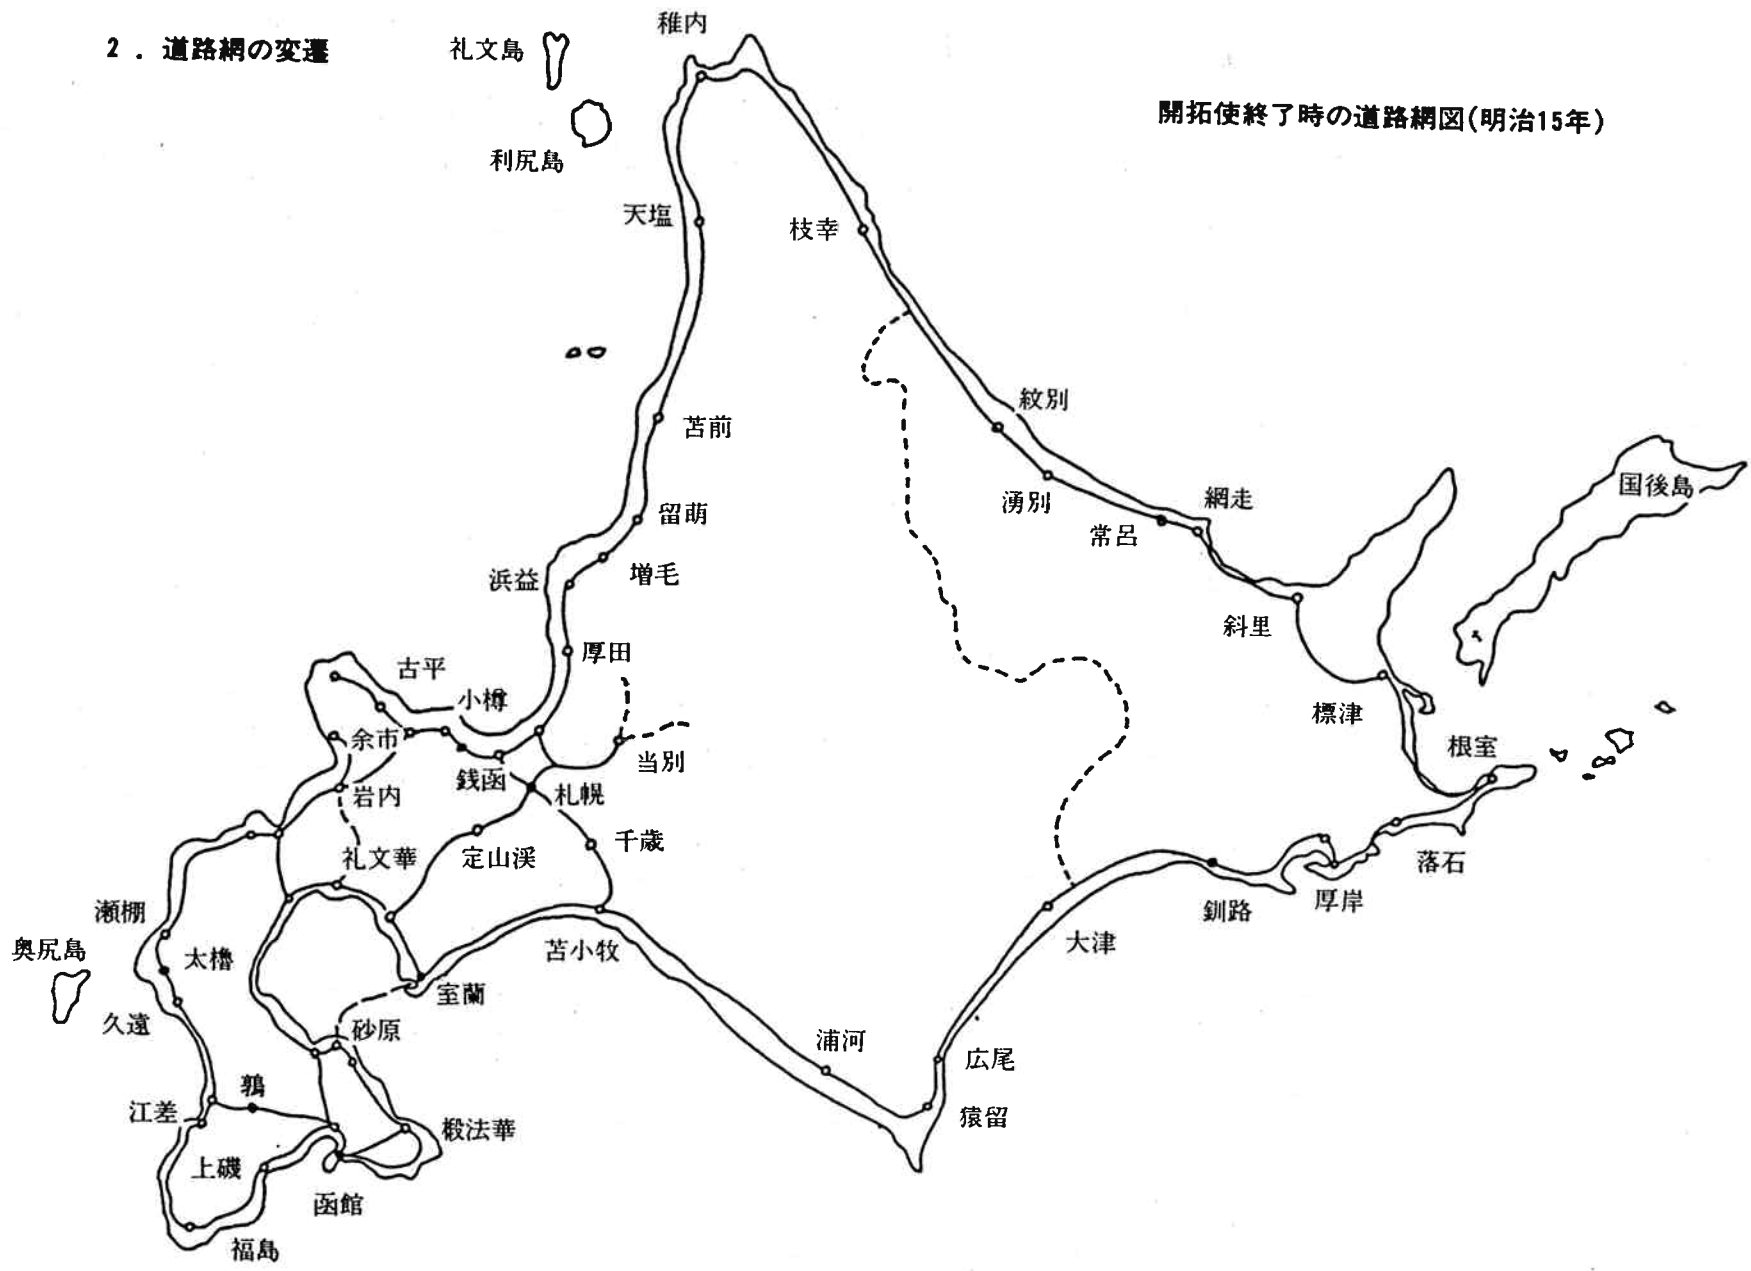 2．道路網の変遷
開拓使終了時の道路網図(明治15年)
稚内
礼文島
利尻島
天塩
枝幸
苫前
紋別
湧別
常呂
網走
国後島
留萌
増毛
浜益
斜里
厚田
標津
古平
小樽
余市
銭函
当別
根室
岩内
札幌
千歳
礼文華
定山渓
落石
厚岸
釧路
瀬棚
奥尻島
太櫓
久遠
苫小牧
大津
室蘭
砂原
浦河
広尾
猿留
鶉
江差
椴法華
上磯
函館
福島